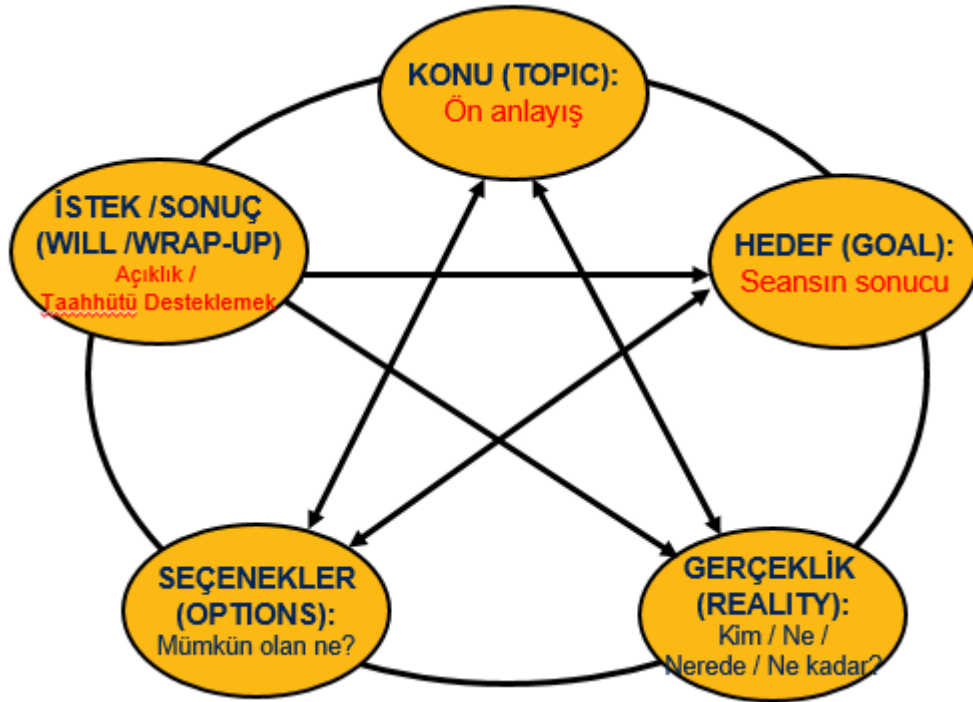 KONU (TOPIC):
Ön anlayış
İSTEK /SONUÇ
(WILL /WRAP-UP)
Açıklık /
Taahhütü Desteklemek
HEDEF (GOAL):
Seansın sonucu
SEÇENEKLER
(OPTIONS):
Mümkün olan ne?
GERÇEKLİK
(REALITY):
Kim / Ne /
Nerede / Ne kadar?